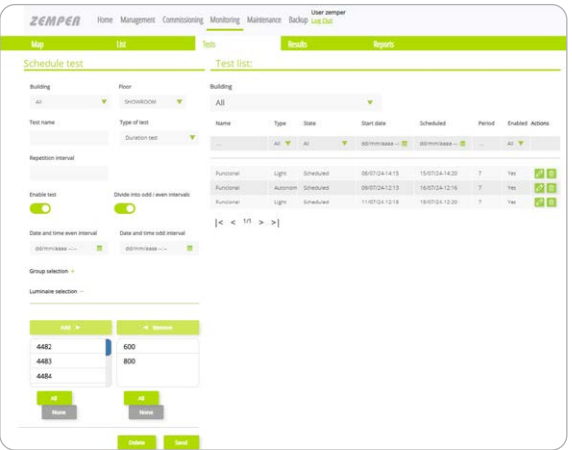 User zemper
ZEMPER Home Management Commissioning Monitoring Maintenance Backup Log Out
Map List Tests Results Reports
Schedule test
Building Floor
All SHOWROOM
Test name Type of test
Duration test
Repetition interval
Enable test Divide into odd / even intervals
Date and time even interval Date and time odd interval
dd/mm/aaaa --:-- dd/mm/aaaa --:--
Group selection +
Luminaire selection −
Add Remove
4482 600
4483 800
4484
All All
None None
Delete Send
Test list:
Building
All
Name Type State Start date Scheduled Period Enabled Actions
... All All dd/mm/aaaa -- dd/mm/aaaa -- ... All
Functional Light Scheduled 08/07/24-14:15 15/07/24-14:20 7 Yes
Functional Autonom Scheduled 09/07/24-12:13 16/07/24-12:16 7 Yes
Functional Light Scheduled 11/07/24-12:18 18/07/24-12:20 7 Yes
|< < 1/1 > >|